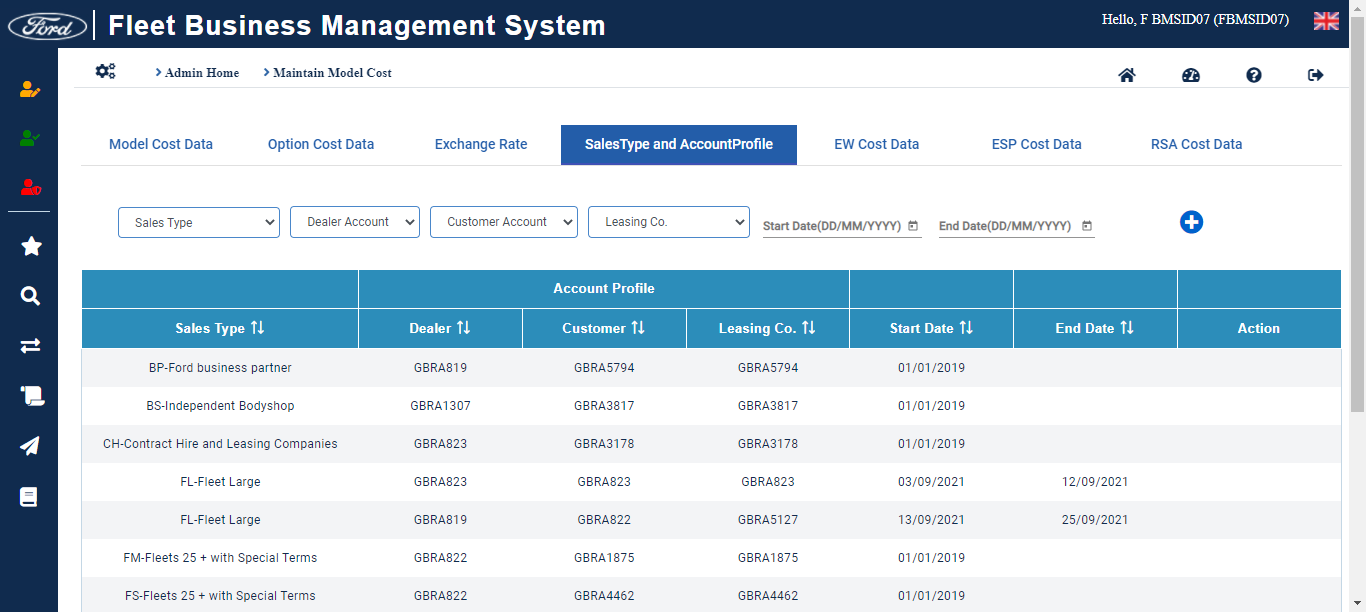 Ford Fleet Business Management System
Hello, F BMSID07 (FBMSID07)
Admin Home Maintain Model Cost
Model Cost Data Option Cost Data Exchange Rate SalesType and AccountProfile EW Cost Data ESP Cost Data RSA Cost Data
Sales Type Dealer Account Customer Account Leasing Co. Start Date(DD/MM/YYYY) End Date(DD/MM/YYYY)
Account Profile
Sales Type Dealer Customer Leasing Co. Start Date End Date Action
BP-Ford business partner GBRA819 GBRA5794 GBRA5794 01/01/2019
BS-Independent Bodyshop GBRA1307 GBRA3817 GBRA3817 01/01/2019
CH-Contract Hire and Leasing Companies GBRA823 GBRA3178 GBRA3178 01/01/2019
FL-Fleet Large GBRA823 GBRA823 GBRA823 03/09/2021 12/09/2021
FL-Fleet Large GBRA819 GBRA822 GBRA5127 13/09/2021 25/09/2021
FM-Fleets 25 + with Special Terms GBRA822 GBRA1875 GBRA1875 01/01/2019
FS-Fleets 25 + with Special Terms GBRA822 GBRA4462 GBRA4462 01/01/2019